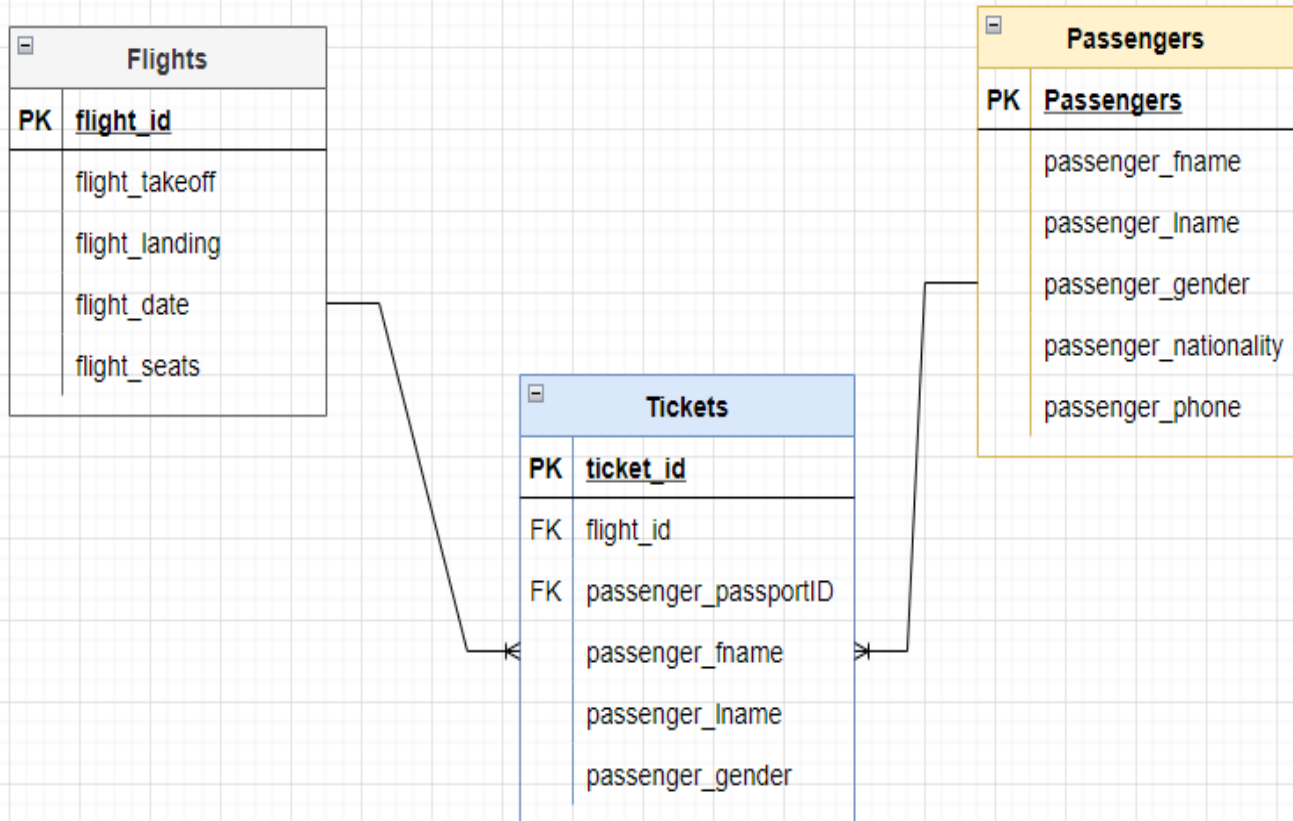 Flights
PK flight_id
flight_takeoff
flight_landing
flight_date
flight_seats
Passengers
PK Passengers
passenger_fname
passenger_lname
passenger_gender
passenger_nationality
passenger_phone
Tickets
PK ticket_id
FK flight_id
FK passenger_passportID
passenger_fname
passenger_lname
passenger_gender